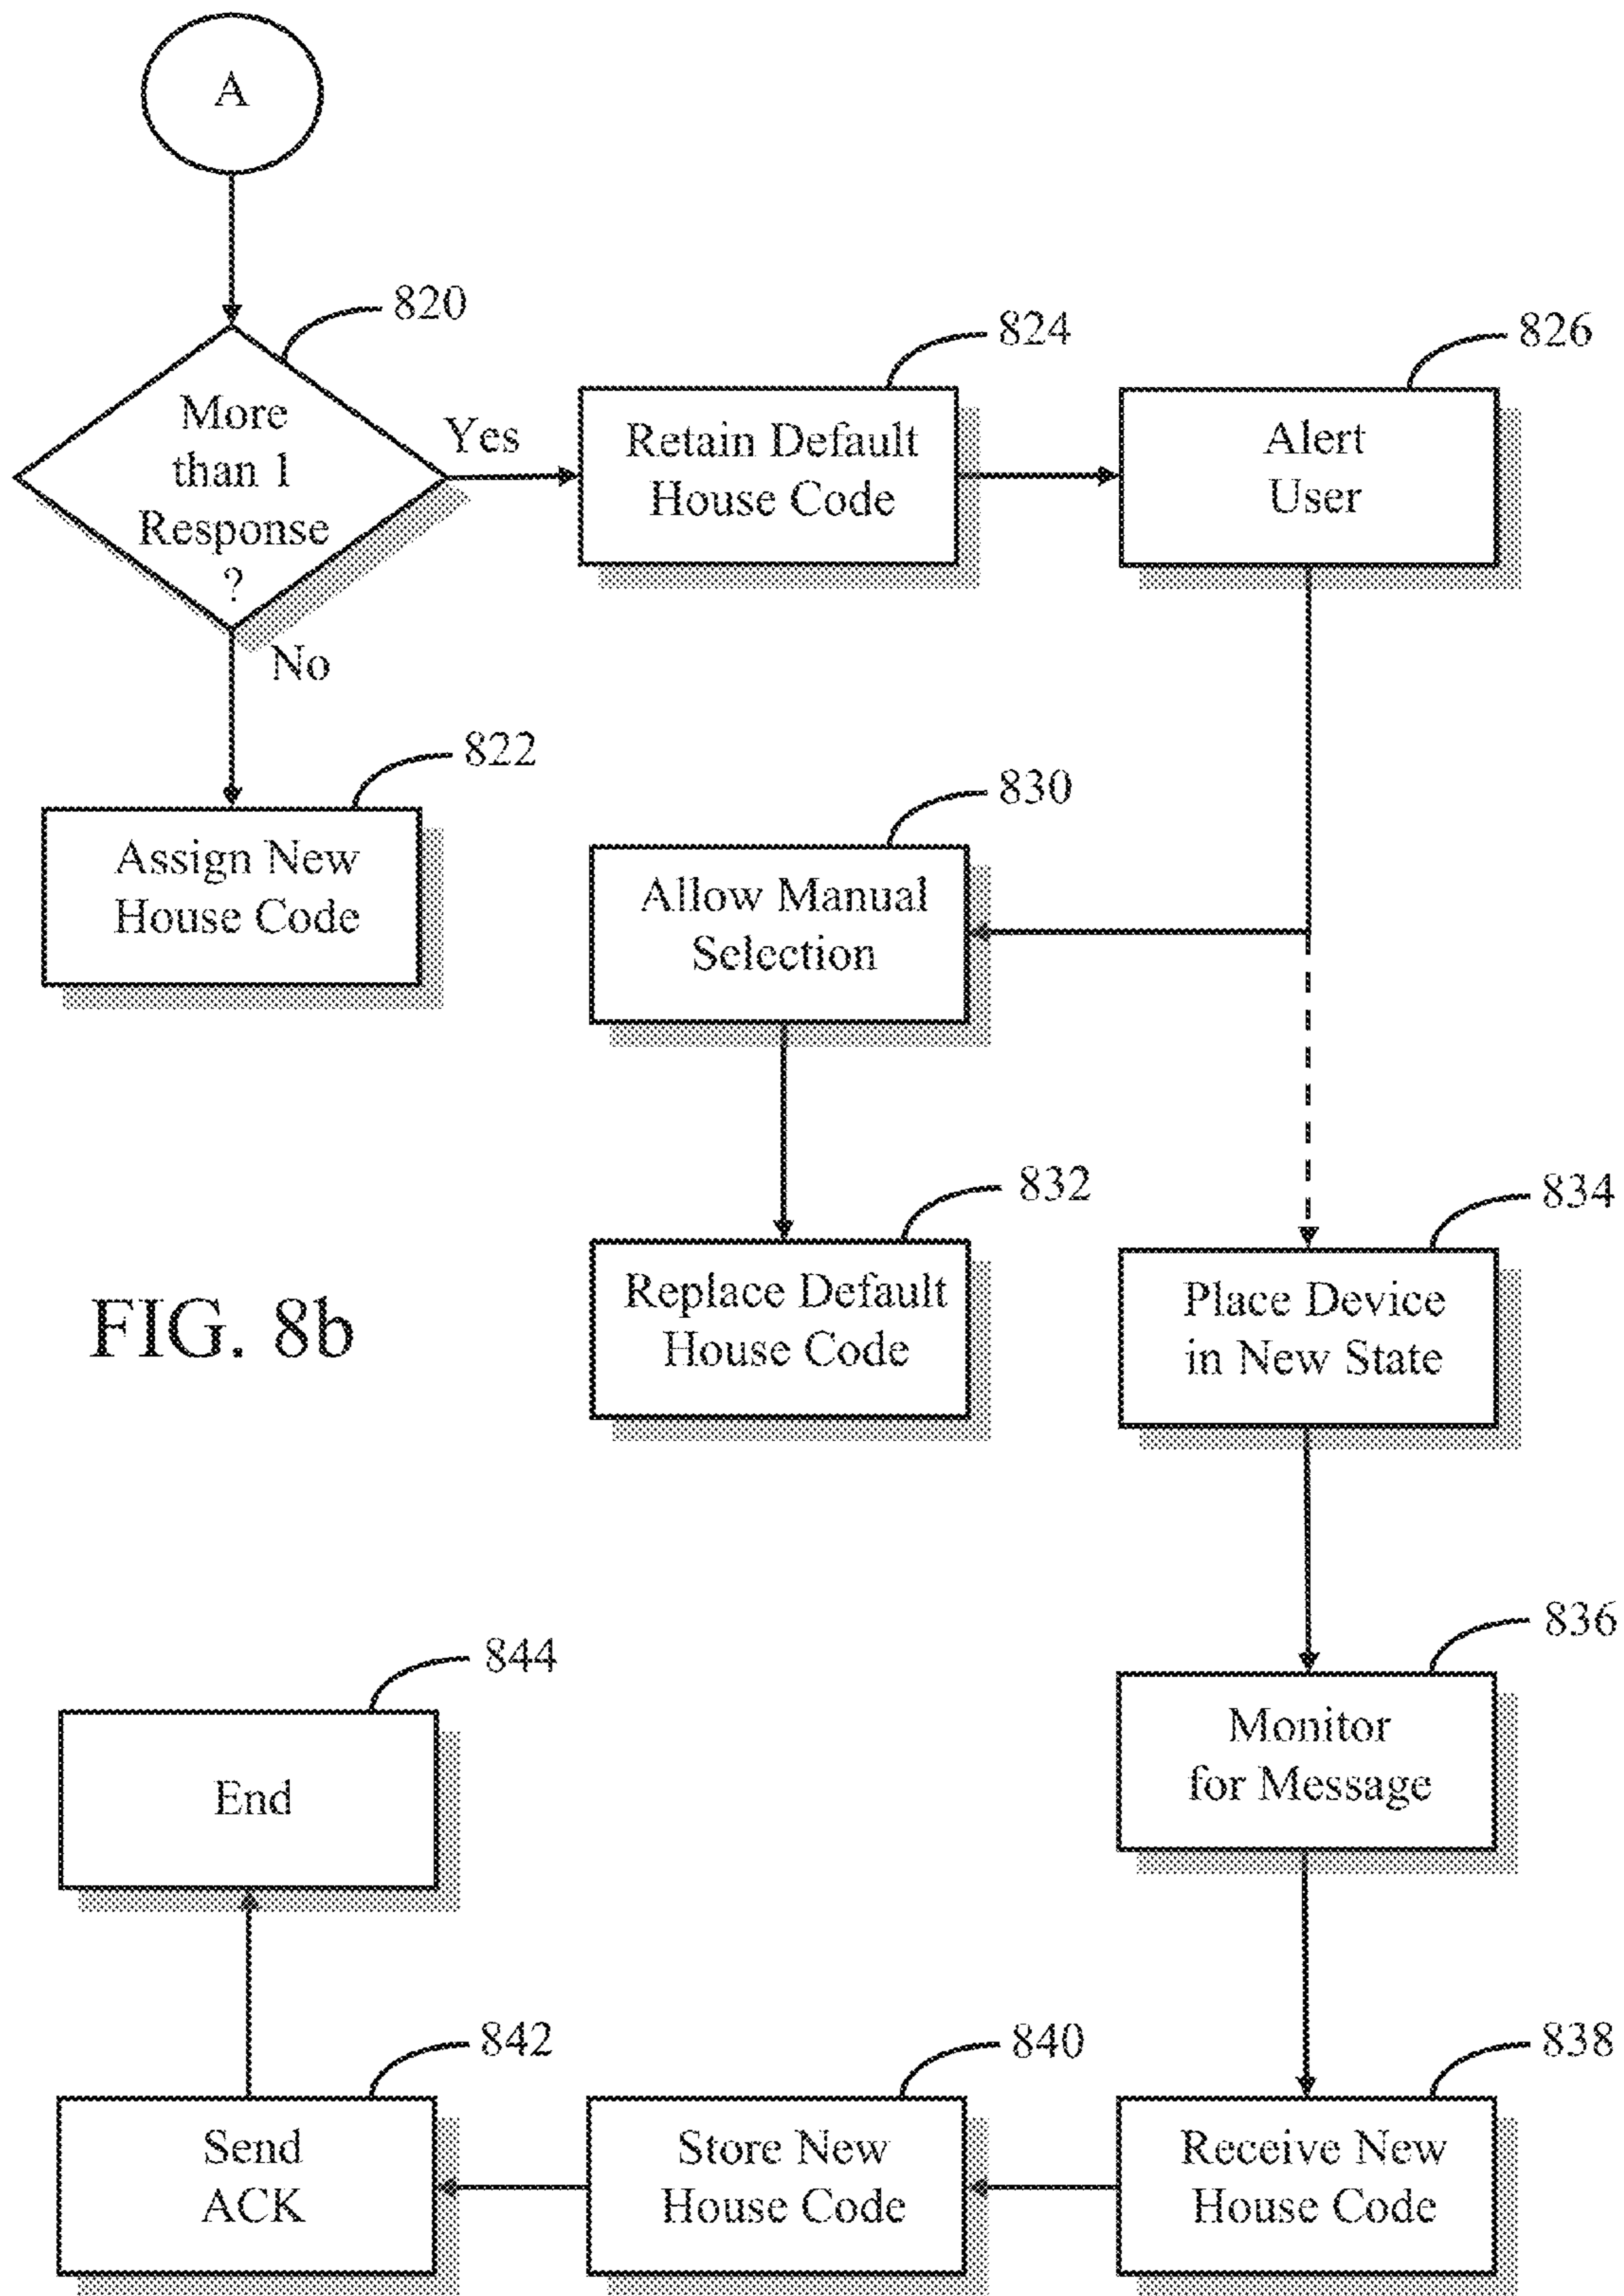 A
820
More
than 1
Response
?
Yes
No
824
Retain Default
House Code
826
Alert
User
822
Assign New
House Code
830
Allow Manual
Selection
832
Replace Default
House Code
834
Place Device
in New State
FIG. 8b
836
Monitor
for Message
844
End
838
Receive New
House Code
840
Store New
House Code
842
Send
ACK